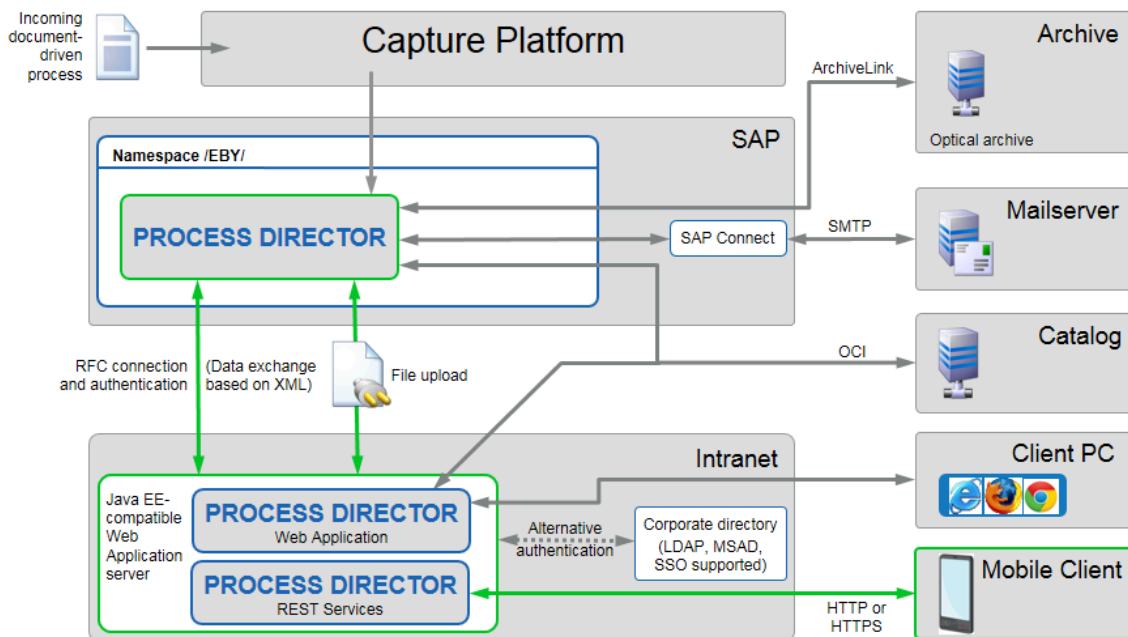 Incoming
document-
driven
process
Capture Platform
Archive
ArchiveLink
Optical archive
SAP
Namespace /EBY/
PROCESS DIRECTOR
SAP Connect
SMTP
Mailserver
OCI
Catalog
RFC connection
and authentication
(Data exchange
based on XML)
File upload
Intranet
Client PC
Java EE-
compatible
Web
Application
server
PROCESS DIRECTOR
Web Application
Alternative
authentication
Corporate directory
(LDAP, MSAD,
SSO supported)
PROCESS DIRECTOR
REST Services
Mobile Client
HTTP or
HTTPS